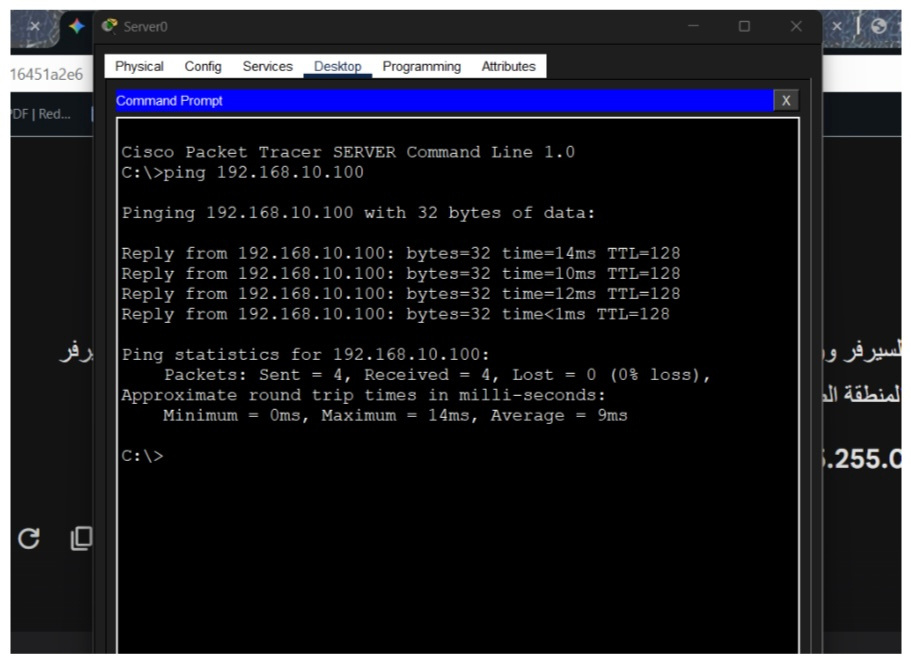 Server0
16451a2e6
Physical Config Services Desktop Programming Attributes
PDF | Red...
Command Prompt
X
Cisco Packet Tracer SERVER Command Line 1.0
C:\>ping 192.168.10.100
Pinging 192.168.10.100 with 32 bytes of data:
Reply from 192.168.10.100: bytes=32 time=14ms TTL=128
Reply from 192.168.10.100: bytes=32 time=10ms TTL=128
Reply from 192.168.10.100: bytes=32 time=12ms TTL=128
Reply from 192.168.10.100: bytes=32 time<1ms TTL=128
لسيرفر و
Ping statistics for 192.168.10.100:
Packets: Sent = 4, Received = 4, Lost = 0 (0% loss),
Approximate round trip times in milli-seconds:
لمنطقة
Minimum = 0ms, Maximum = 14ms, Average = 9ms
C:\>
.255.0